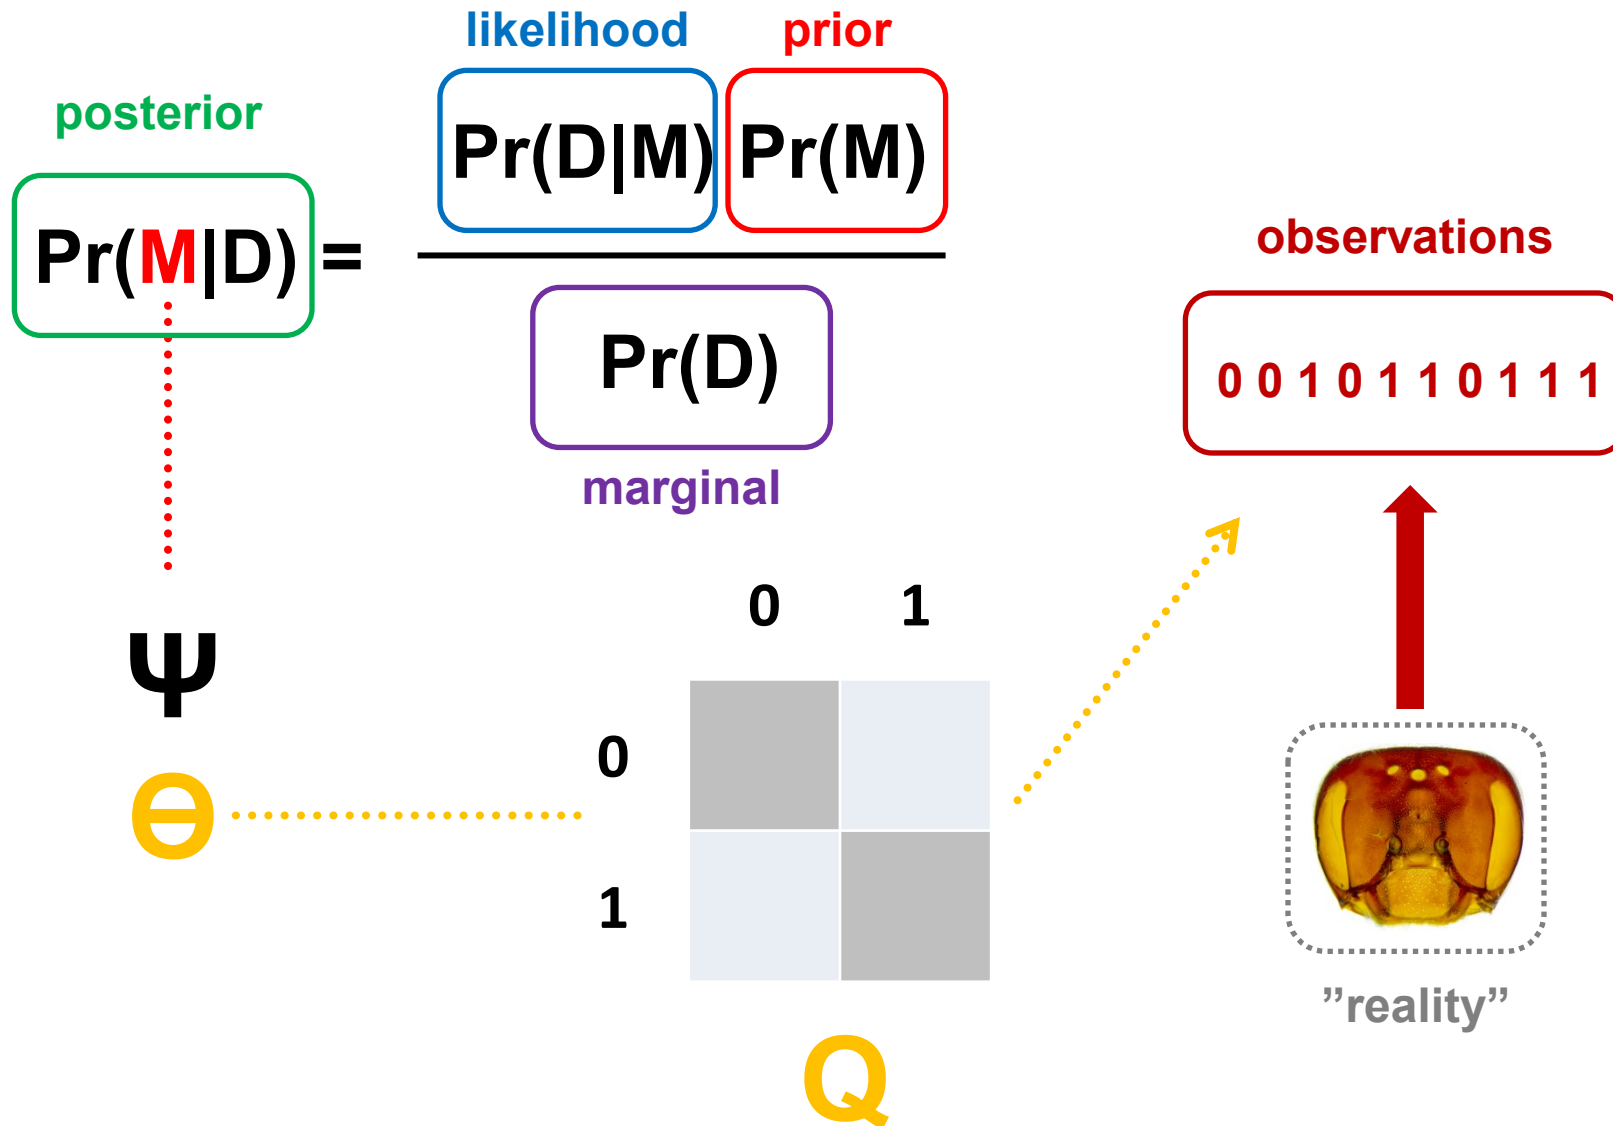 likelihood prior
posterior
Pr(D|M) Pr(M)
Pr(M|D) =
Pr(D)
marginal
observations
0 0 1 0 1 1 0 1 1 1
Ψ
Θ
0 1
0
1
Q
”reality”